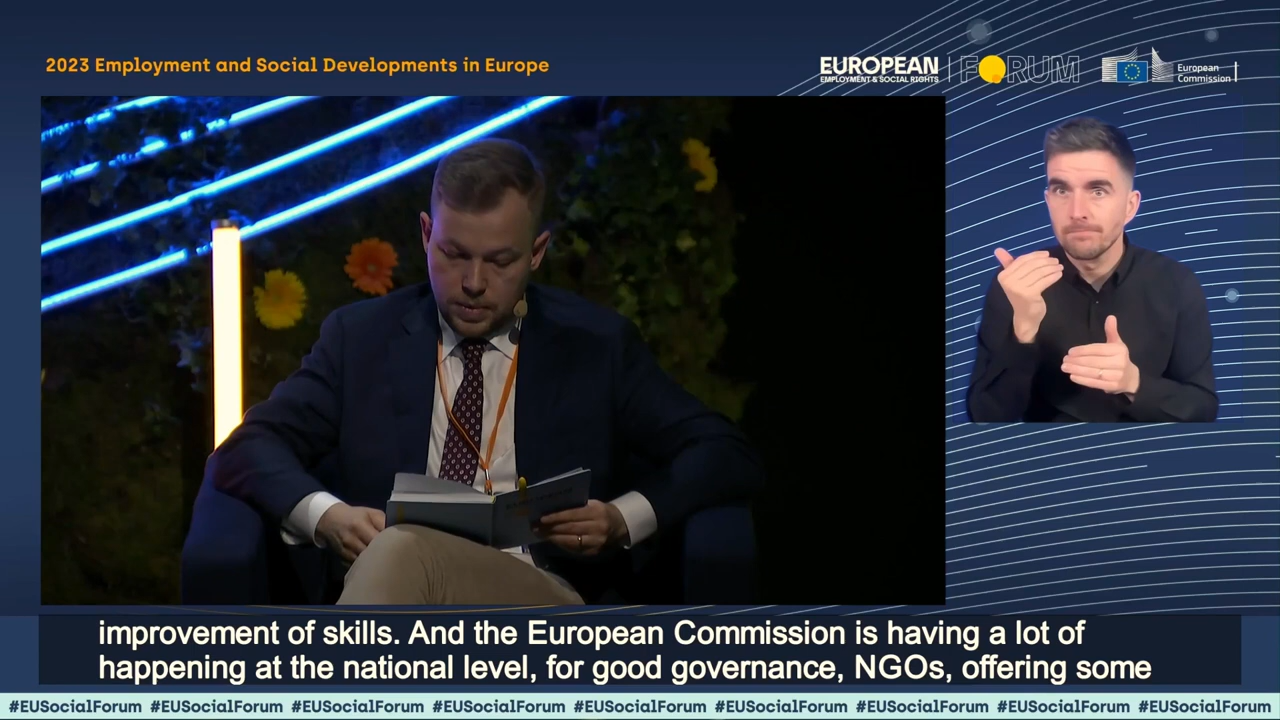 2023 Employment and Social Developments in Europe
EUROPEAN
EMPLOYMENT & SOCIAL RIGHTS
FORUM
European
Commission
improvement of skills. And the European Commission is having a lot of
happening at the national level, for good governance, NGOs, offering some
#EUSocialForum #EUSocialForum #EUSocialForum #EUSocialForum #EUSocialForum #EUSocialForum #EUSocialForum #EUSocialForum #EUSocialForum